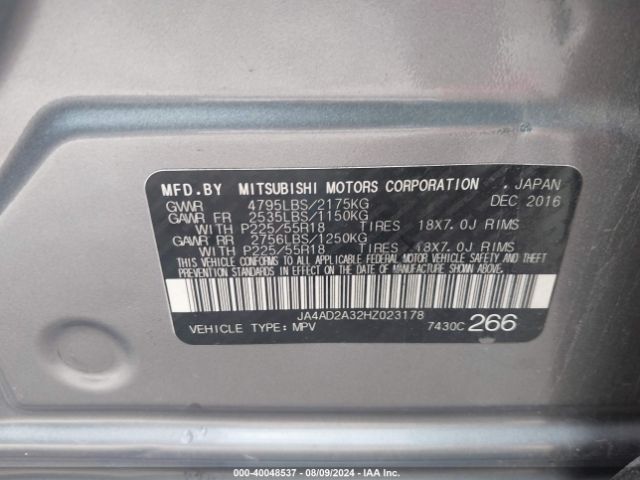 MFD.BY MITSUBISHI MOTORS CORPORATION , JAPAN
GVWR 4795LBS/2175KG DEC 2016
GAWR FR 2535LBS/1150KG
WITH P225/55R18 TIRES 18X7.0J RIMS
GAWR RR 2756LBS/1250KG
WITH P225/55R18 TIRES 18X7.0J RIMS
THIS VEHICLE CONFORMS TO ALL APPLICABLE FEDERAL MOTOR VEHICLE SAFETY AND THEFT
PREVENTION STANDARDS IN EFFECT ON THE DATE OF MANUFACTURE SHOWN ABOVE.
JA4AD2A32HZ023178
VEHICLE TYPE: MPV 7430C 266
000-40048537 - 08/09/2024 - IAA Inc.